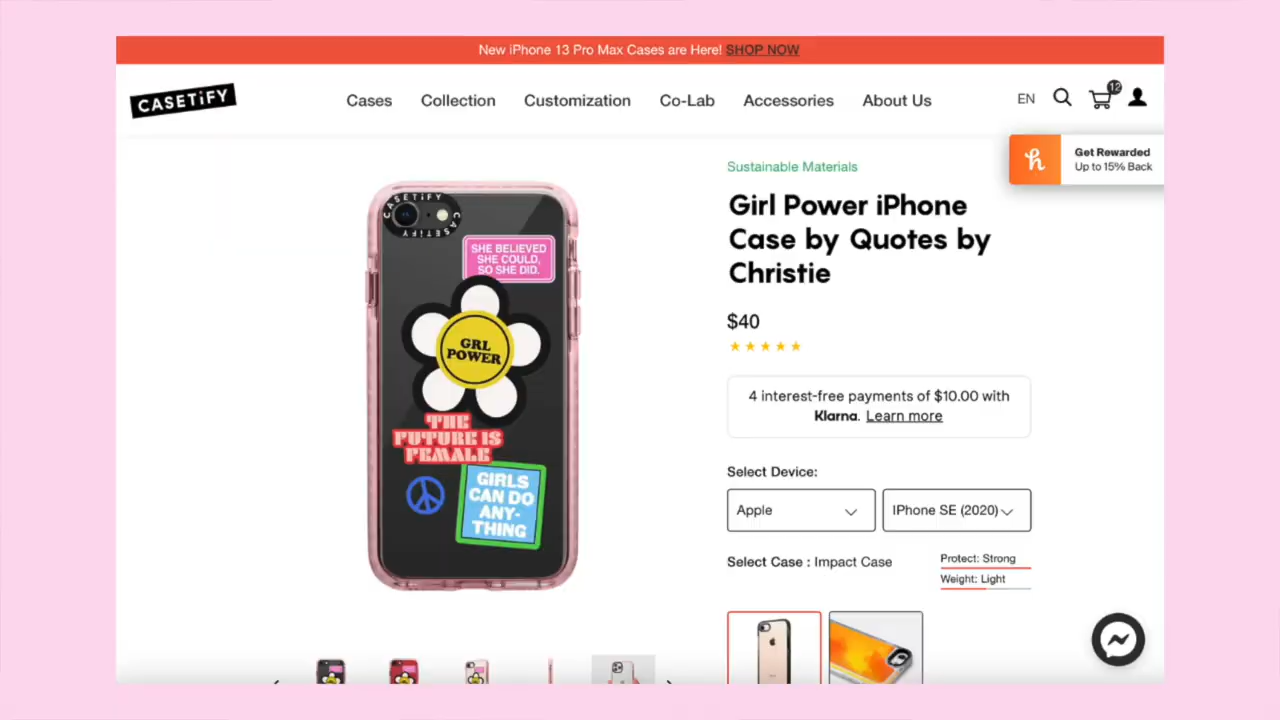 New iPhone 13 Pro Max Cases are Here! SHOP NOW
CASETiFY
Cases
Collection
Customization
Co-Lab
Accessories
About Us
EN
12
Get Rewarded
Up to 15% Back
Sustainable Materials
Girl Power iPhone
Case by Quotes by
Christie
$40
4 interest-free payments of $10.00 with
Klarna. Learn more
Select Device:
Apple
IPhone SE (2020)
Select Case : Impact Case
Protect: Strong
Weight: Light
CASETiFY
CASETiFY
SHE BELIEVED
SHE COULD,
SO SHE DID.
GRL
POWER
THE
FUTURE IS
FEMALE
GIRLS
CAN DO
ANY-
THING